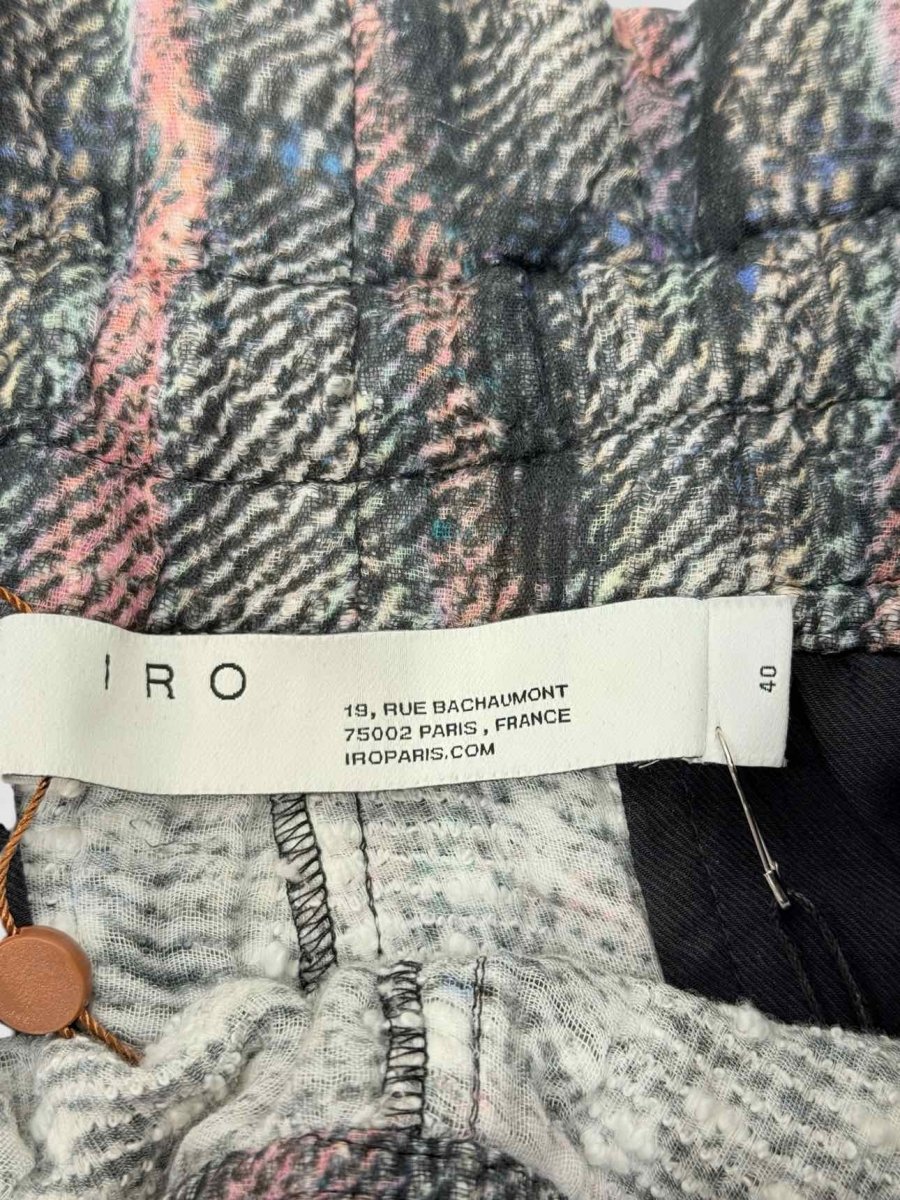 IRO
19, RUE BACHAUMONT
75002 PARIS , FRANCE
IROPARIS.COM
40